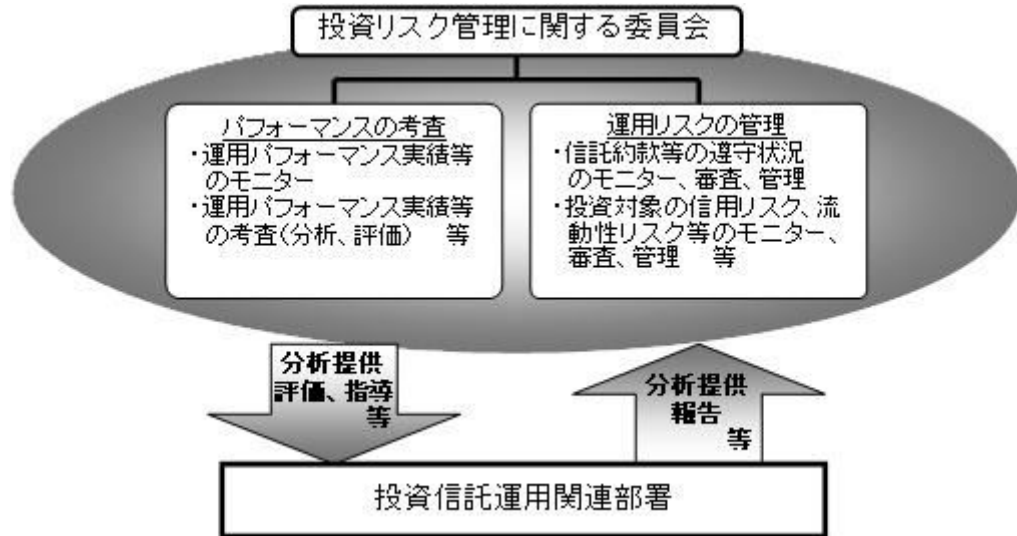 投資リスク管理に関する委員会
パフォーマンスの考査
・運用パフォーマンス実績等
のモニター
・運用パフォーマンス実績等
の考査(分析、評価) 等
運用リスクの管理
・信託約款等の遵守状況
のモニター、審査、管理
・投資対象の信用リスク、流
動性リスク等のモニター、
審査、管理 等
分析提供
評価、指導
等
分析提供
報告
等
投資信託運用関連部署